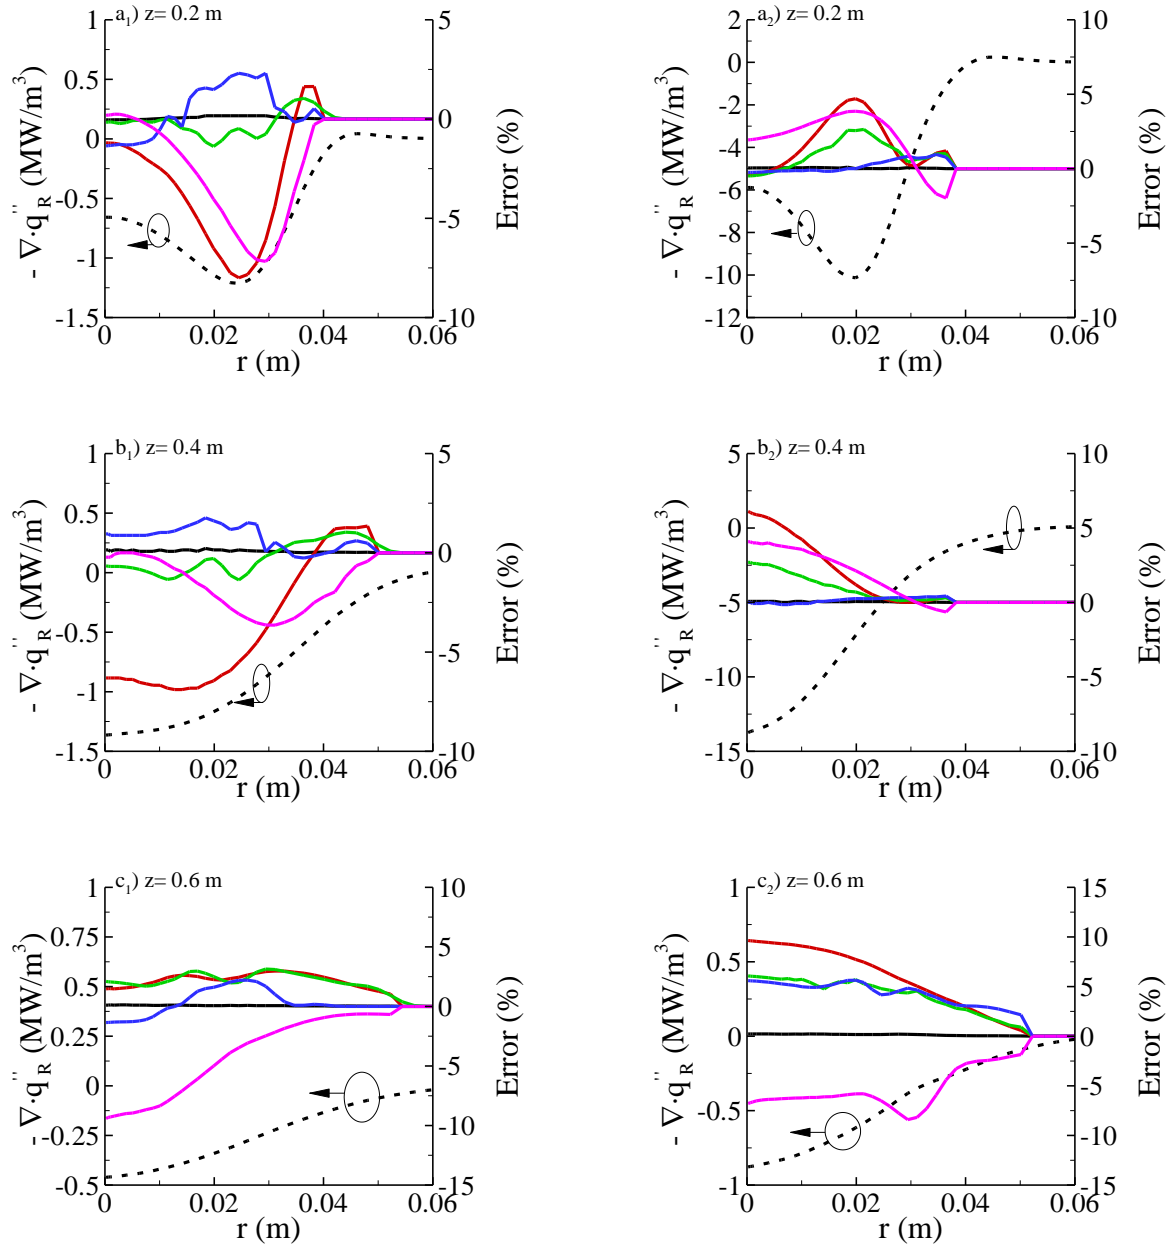 a1) z= 0.2 m
1
0.5
0
-0.5
-1
-1.5
- ∇·q''R (MW/m3)
5
0
-5
-10
Error (%)
0 0.02 0.04 0.06
r (m)
a2) z= 0.2 m
2
0
-2
-4
-6
-8
-10
-12
- ∇·q''R (MW/m3)
10
5
0
-5
-10
Error (%)
0 0.02 0.04 0.06
r (m)
b1) z= 0.4 m
1
0.5
0
-0.5
-1
-1.5
- ∇·q''R (MW/m3)
5
0
-5
-10
Error (%)
0 0.02 0.04 0.06
r (m)
b2) z= 0.4 m
5
0
-5
-10
-15
- ∇·q''R (MW/m3)
10
5
0
-5
-10
Error (%)
0 0.02 0.04 0.06
r (m)
c1) z= 0.6 m
1
0.75
0.5
0.25
0
-0.25
-0.5
- ∇·q''R (MW/m3)
10
5
0
-5
-10
-15
Error (%)
0 0.02 0.04 0.06
r (m)
c2) z= 0.6 m
1
0.5
0
-0.5
-1
- ∇·q''R (MW/m3)
15
10
5
0
-5
-10
-15
Error (%)
0 0.02 0.04 0.06
r (m)